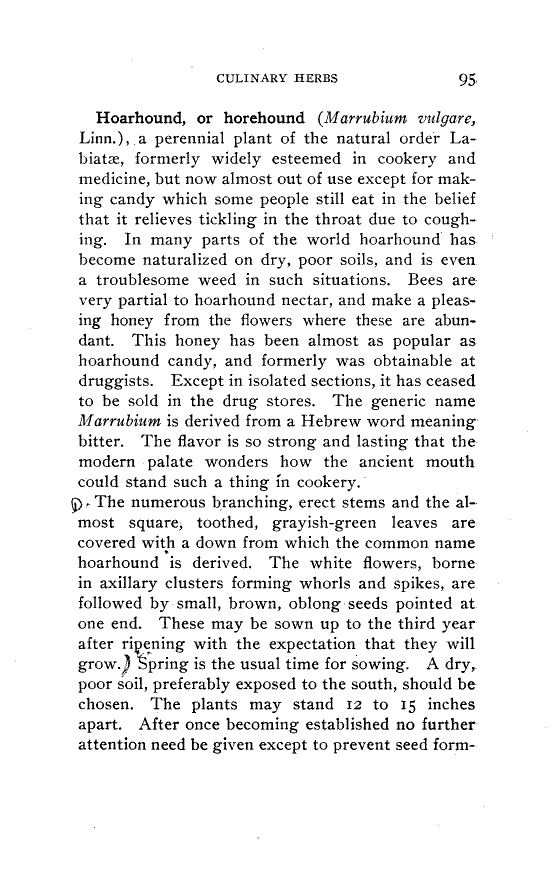 CULINARY HERBS 95
Hoarhound, or horehound (Marrubium vulgare,
Linn.), a perennial plant of the natural order La-
biatæ, formerly widely esteemed in cookery and
medicine, but now almost out of use except for mak-
ing candy which some people still eat in the belief
that it relieves tickling in the throat due to cough-
ing. In many parts of the world hoarhound has
become naturalized on dry, poor soils, and is even
a troublesome weed in such situations. Bees are
very partial to hoarhound nectar, and make a pleas-
ing honey from the flowers where these are abun-
dant. This honey has been almost as popular as
hoarhound candy, and formerly was obtainable at
druggists. Except in isolated sections, it has ceased
to be sold in the drug stores. The generic name
Marrubium is derived from a Hebrew word meaning
bitter. The flavor is so strong and lasting that the
modern palate wonders how the ancient mouth
could stand such a thing in cookery.
The numerous branching, erect stems and the al-
most square, toothed, grayish-green leaves are
covered with a down from which the common name
hoarhound is derived. The white flowers, borne
in axillary clusters forming whorls and spikes, are
followed by small, brown, oblong seeds pointed at
one end. These may be sown up to the third year
after ripening with the expectation that they will
grow.) Spring is the usual time for sowing. A dry,
poor soil, preferably exposed to the south, should be
chosen. The plants may stand 12 to 15 inches
apart. After once becoming established no further
attention need be given except to prevent seed form-